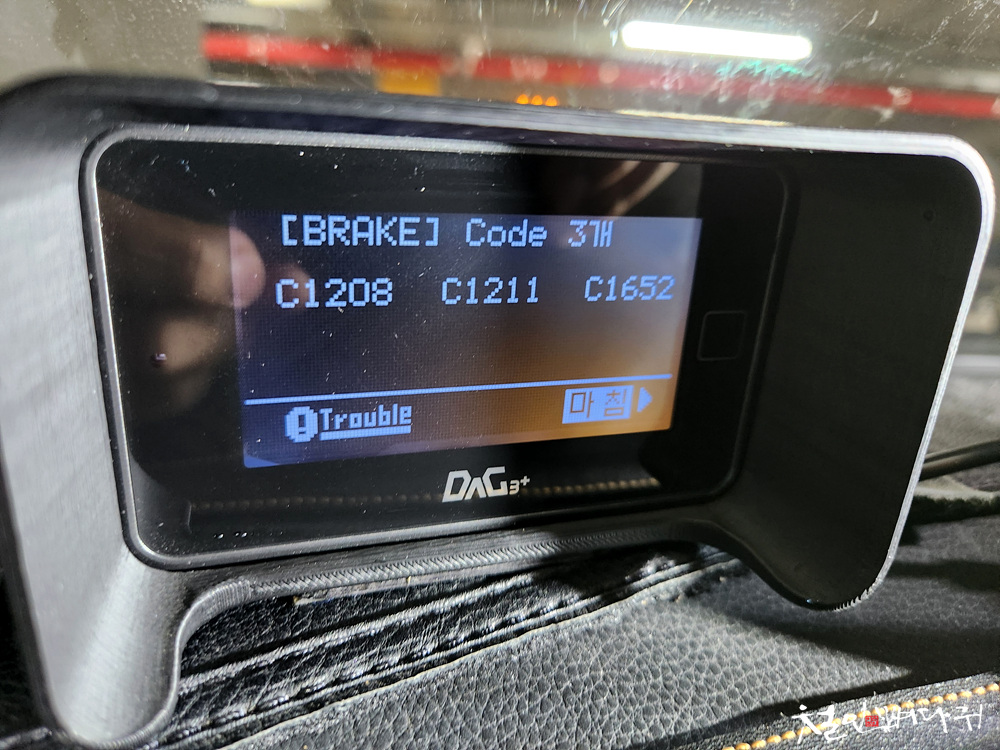 [BRAKE] Code 3개
C1208 C1211 C1652
Trouble 마침
DAG3+